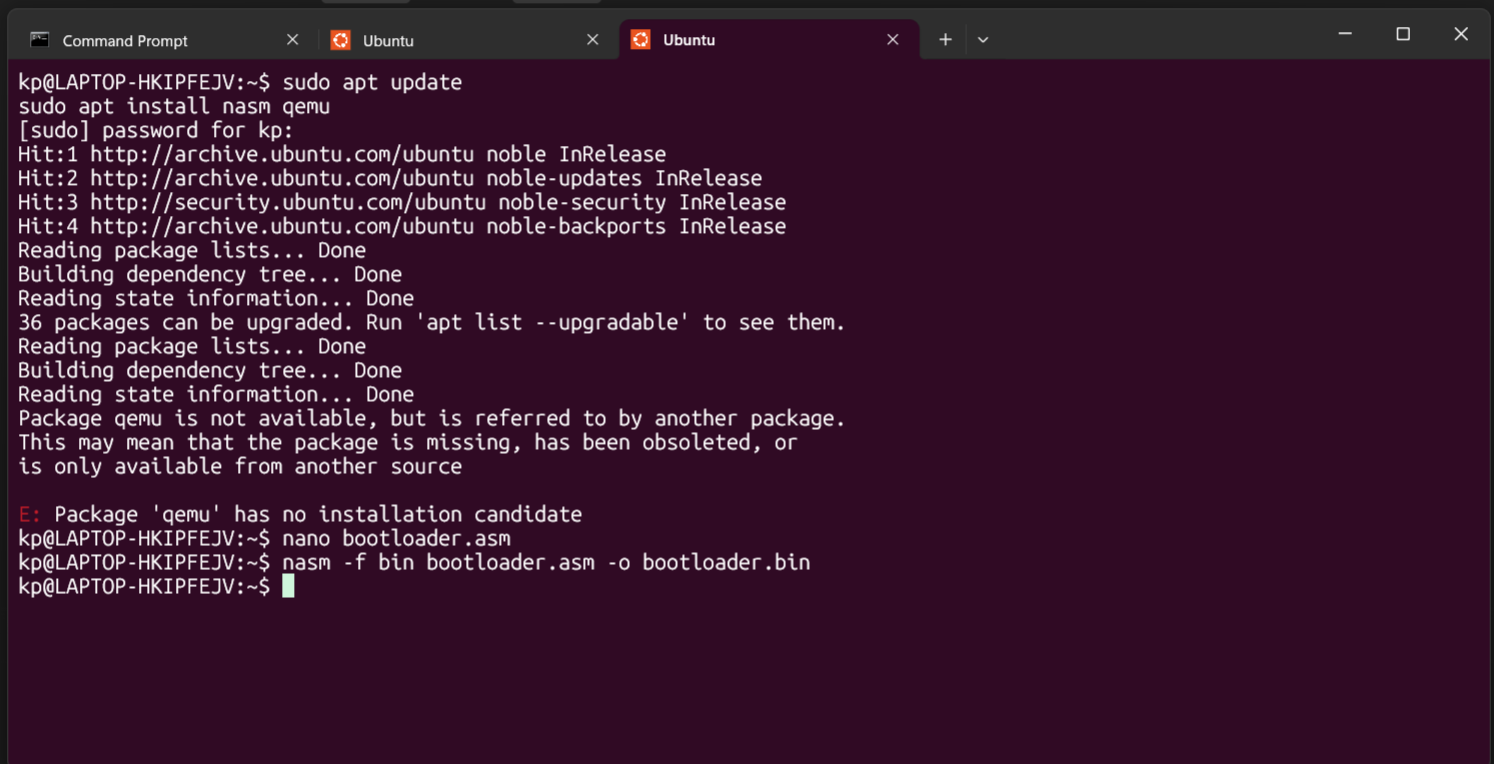 Command Prompt
Ubuntu
Ubuntu
kp@LAPTOP-HKIPFEJV:~$ sudo apt update
sudo apt install nasm qemu
[sudo] password for kp:
Hit:1 http://archive.ubuntu.com/ubuntu noble InRelease
Hit:2 http://archive.ubuntu.com/ubuntu noble-updates InRelease
Hit:3 http://security.ubuntu.com/ubuntu noble-security InRelease
Hit:4 http://archive.ubuntu.com/ubuntu noble-backports InRelease
Reading package lists... Done
Building dependency tree... Done
Reading state information... Done
36 packages can be upgraded. Run 'apt list --upgradable' to see them.
Reading package lists... Done
Building dependency tree... Done
Reading state information... Done
Package qemu is not available, but is referred to by another package.
This may mean that the package is missing, has been obsoleted, or
is only available from another source
E: Package 'qemu' has no installation candidate
kp@LAPTOP-HKIPFEJV:~$ nano bootloader.asm
kp@LAPTOP-HKIPFEJV:~$ nasm -f bin bootloader.asm -o bootloader.bin
kp@LAPTOP-HKIPFEJV:~$